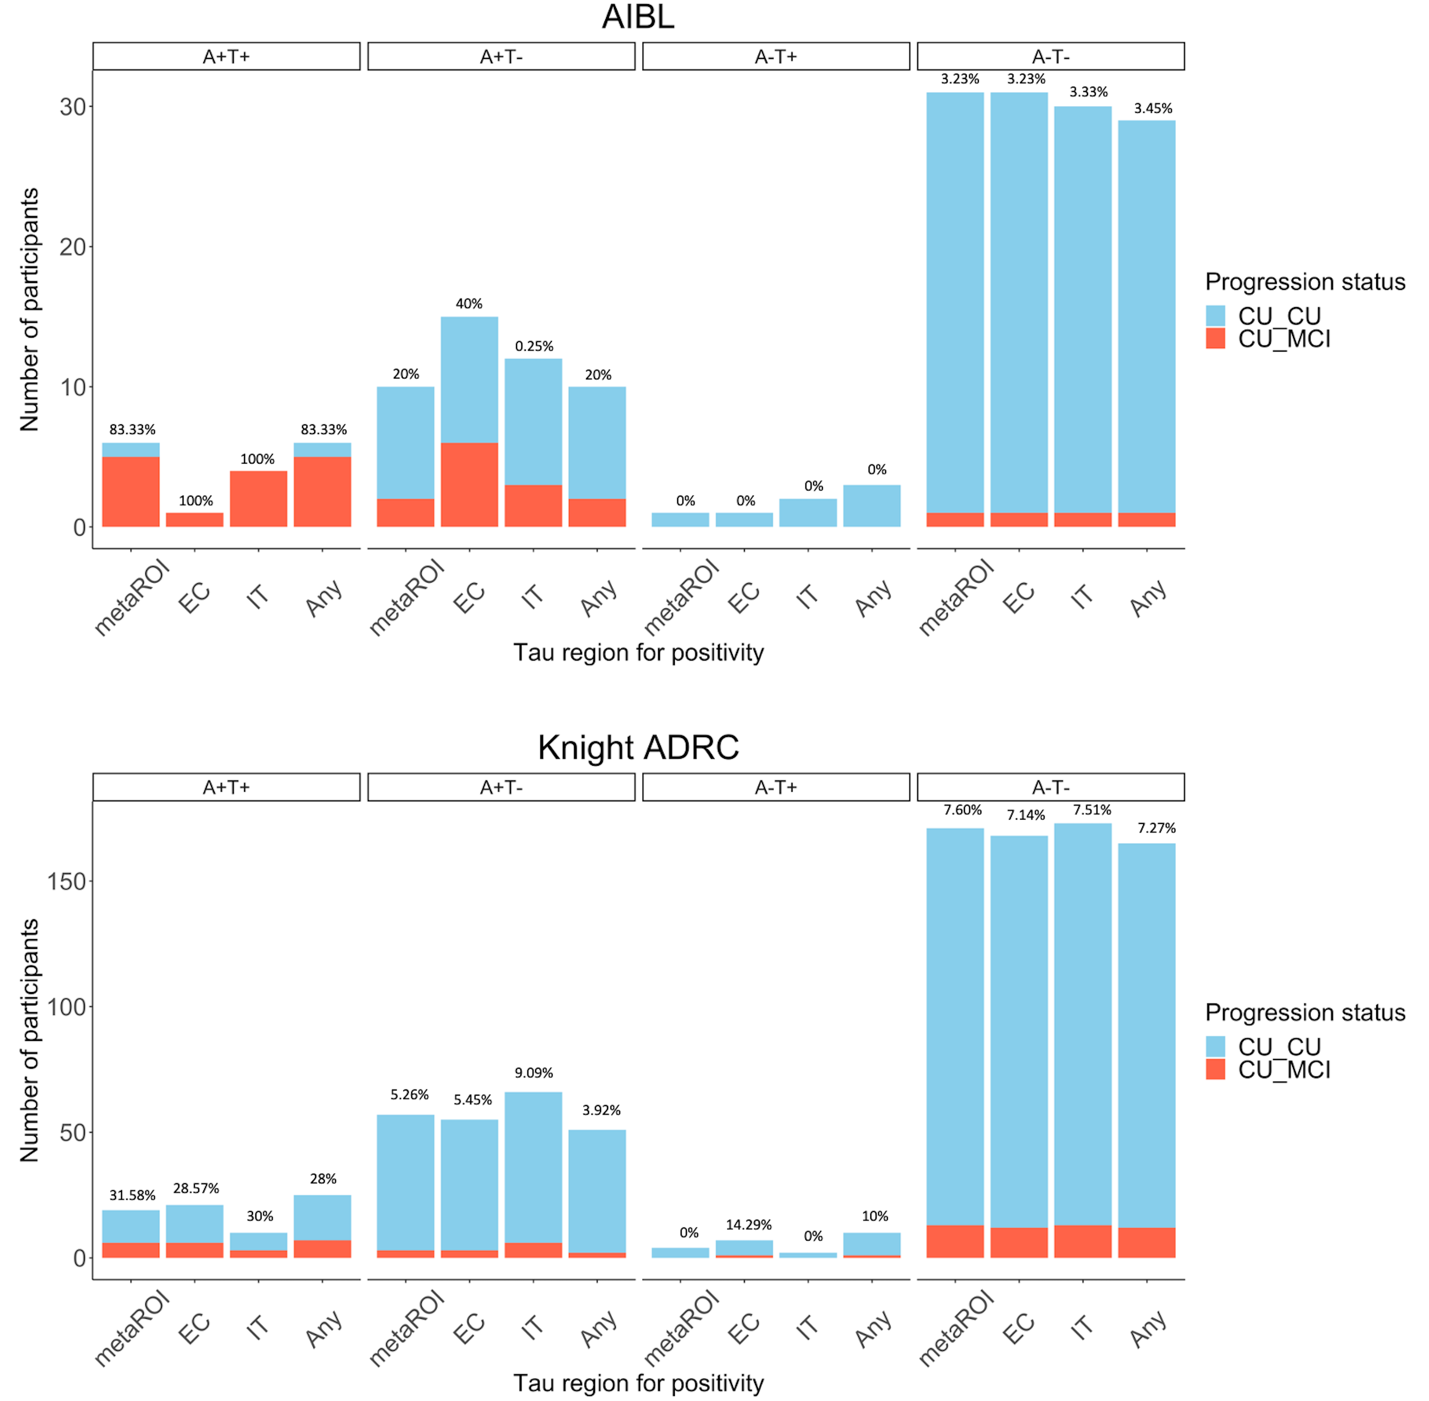 AIBL
A+T+ A+T- A-T+ A-T-
3.23% 3.23% 3.33% 3.45%
30
20
10
0
Number of participants
40%
0.25%
20% 20%
83.33% 100% 100% 83.33%
0% 0% 0% 0%
metaROI EC IT Any metaROI EC IT Any metaROI EC IT Any metaROI EC IT Any
Tau region for positivity
Progression status
CU_CU
CU_MCI
Knight ADRC
A+T+ A+T- A-T+ A-T-
7.60% 7.14% 7.51% 7.27%
150
100
50
0
Number of participants
5.26% 5.45% 9.09% 3.92%
31.58% 28.57% 30% 28%
0% 14.29% 0% 10%
metaROI EC IT Any metaROI EC IT Any metaROI EC IT Any metaROI EC IT Any
Tau region for positivity
Progression status
CU_CU
CU_MCI